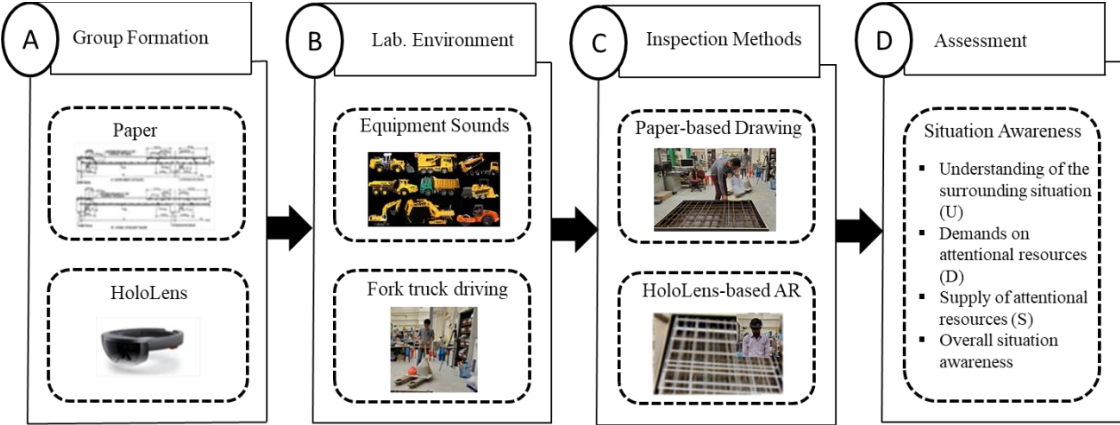 A
Group Formation
Paper
HoloLens
B
Lab. Environment
Equipment Sounds
Fork truck driving
C
Inspection Methods
Paper-based Drawing
HoloLens-based AR
D
Assessment
Situation Awareness
▪ Understanding of the
surrounding situation
(U)
▪ Demands on
attentional resources
(D)
▪ Supply of attentional
resources (S)
▪ Overall situation
awareness